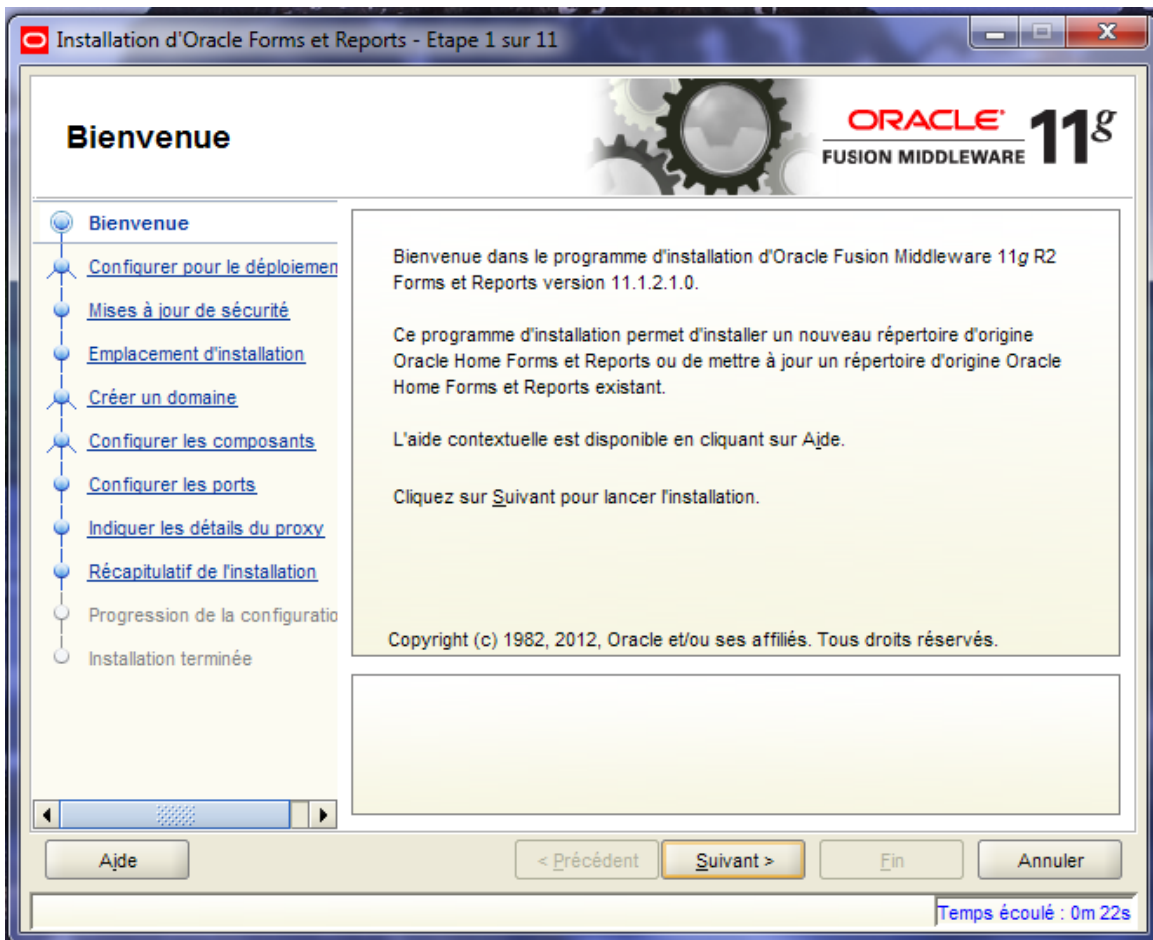 Installation d'Oracle Forms et Reports - Etape 1 sur 11
Bienvenue
ORACLE
FUSION MIDDLEWARE 11g
Bienvenue
Configurer pour le déploiemen
Mises à jour de sécurité
Emplacement d'installation
Créer un domaine
Configurer les composants
Configurer les ports
Indiquer les détails du proxy
Récapitulatif de l'installation
Progression de la configuratio
Installation terminée
Bienvenue dans le programme d'installation d'Oracle Fusion Middleware 11g R2
Forms et Reports version 11.1.2.1.0.
Ce programme d'installation permet d'installer un nouveau répertoire d'origine
Oracle Home Forms et Reports ou de mettre à jour un répertoire d'origine Oracle
Home Forms et Reports existant.
L'aide contextuelle est disponible en cliquant sur Aide.
Cliquez sur Suivant pour lancer l'installation.
Copyright (c) 1982, 2012, Oracle et/ou ses affiliés. Tous droits réservés.
Aide
< Précédent
Suivant >
Fin
Annuler
Temps écoulé : 0m 22s